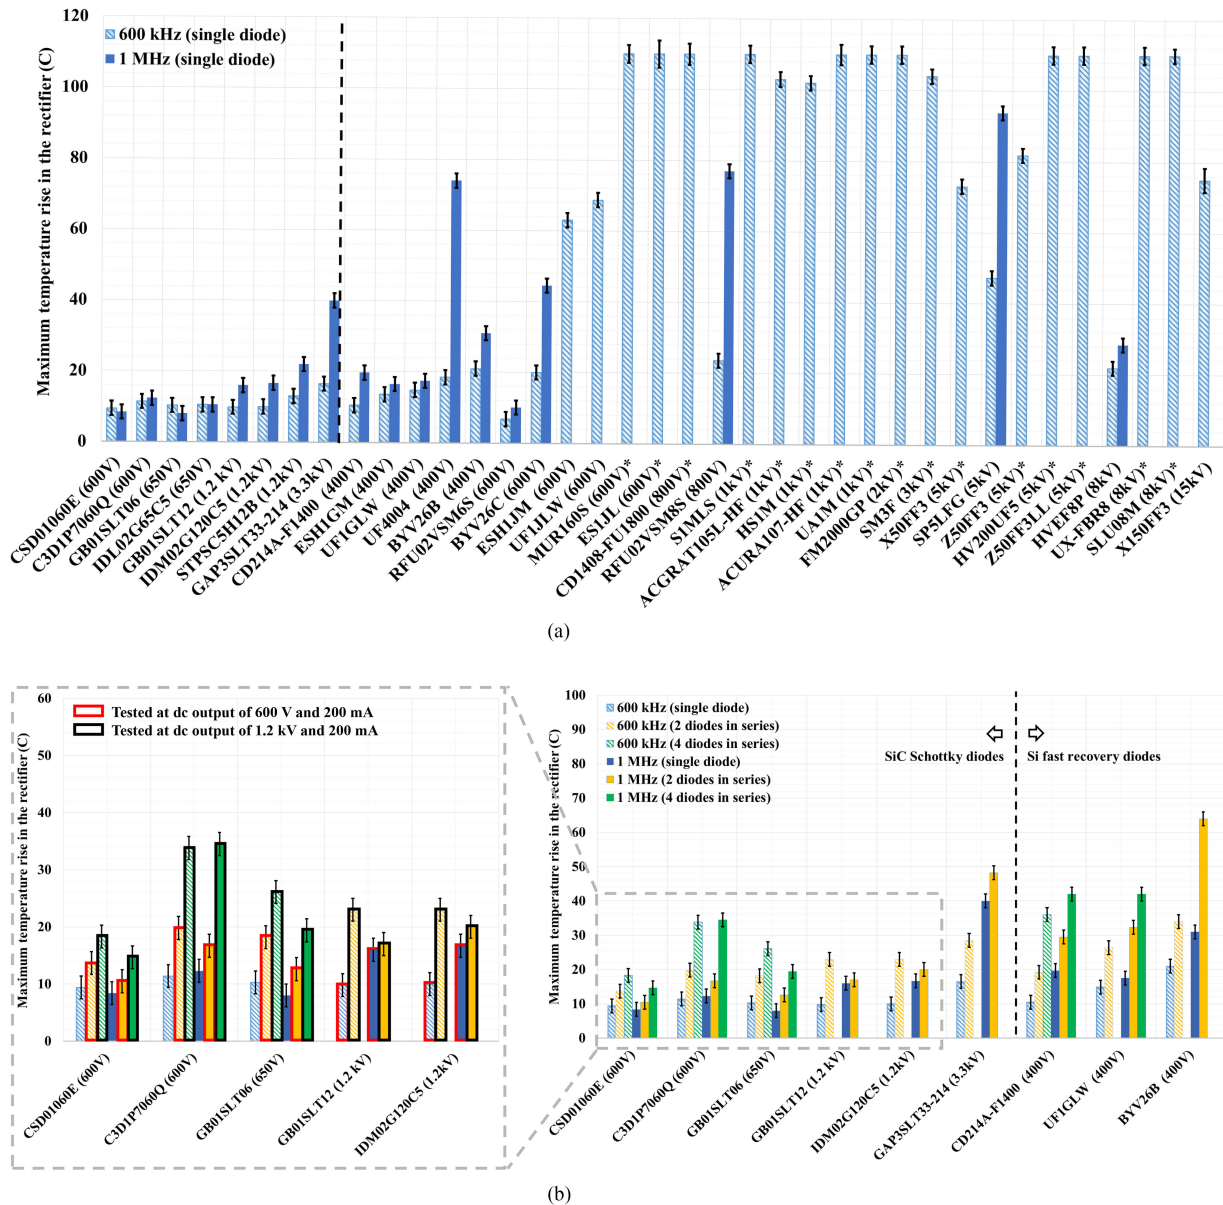 Maximum temperature rise in the rectifier (C)
120
100
80
60
40
20
0
600 kHz (single diode)
1 MHz (single diode)
CSD01060E (600V)
C3D1P7060Q (600V)
GB01SLT06 (650V)
IDL02G65C5 (650V)
GB01SLT12 (1.2 kV)
IDM02G120C5 (1.2kV)
STPSC5H12B (1.2kV)
GAP3SLT33-214 (3.3kV)
CD214A-F1400 (400V)
ESH1GM (400V)
UF1GLW (400V)
UF4004 (400V)
BYV26B (400V)
RFU02VSM6S (600V)
BYV26C (600V)
ESH1JM (600V)
UF1JLW (600V)
MUR160S (600V)*
ES1JL (600V)*
CD1408-FU1800 (800V)*
RFU02VSM8S (800V)
S1MLS (1kV)*
ACGRAT105L-HF (1kV)*
HS1M (1kV)*
ACURA107-HF (1kV)*
UALM (1kV)*
FM2000GP (2kV)*
SM3F (3kV)*
X50FF3 (5kV)*
SP5LFG (5kV)
Z50FF3 (5kV)*
HV200UF5 (5kV)*
Z50FF3LL (5kV)*
HVEF8P (8kV)
UX-FBR8 (8kV)*
SLU08M (8kV)*
X150FF3 (15kV)
(a)
Maximum temperature rise in the rectifier (C)
60
50
40
30
20
10
0
Tested at dc output of 600 V and 200 mA
Tested at dc output of 1.2 kV and 200 mA
CSD01060E (600V)
C3D1P7060Q (600V)
GB01SLT06 (650V)
GB01SLT12 (1.2 kV)
IDM02G120C5 (1.2kV)
Maximum temperature rise in the rectifier (C)
100
90
80
70
60
50
40
30
20
10
0
600 kHz (single diode)
600 kHz (2 diodes in series)
600 kHz (4 diodes in series)
1 MHz (single diode)
1 MHz (2 diodes in series)
1 MHz (4 diodes in series)
SiC Schottky diodes
Si fast recovery diodes
CSD01060E (600V)
C3D1P7060Q (600V)
GB01SLT06 (650V)
GB01SLT12 (1.2 kV)
IDM02G120C5 (1.2kV)
GAP3SLT33-214 (3.3kV)
CD214A-F1400 (400V)
UF1GLW (400V)
BYV26B (400V)
(b)